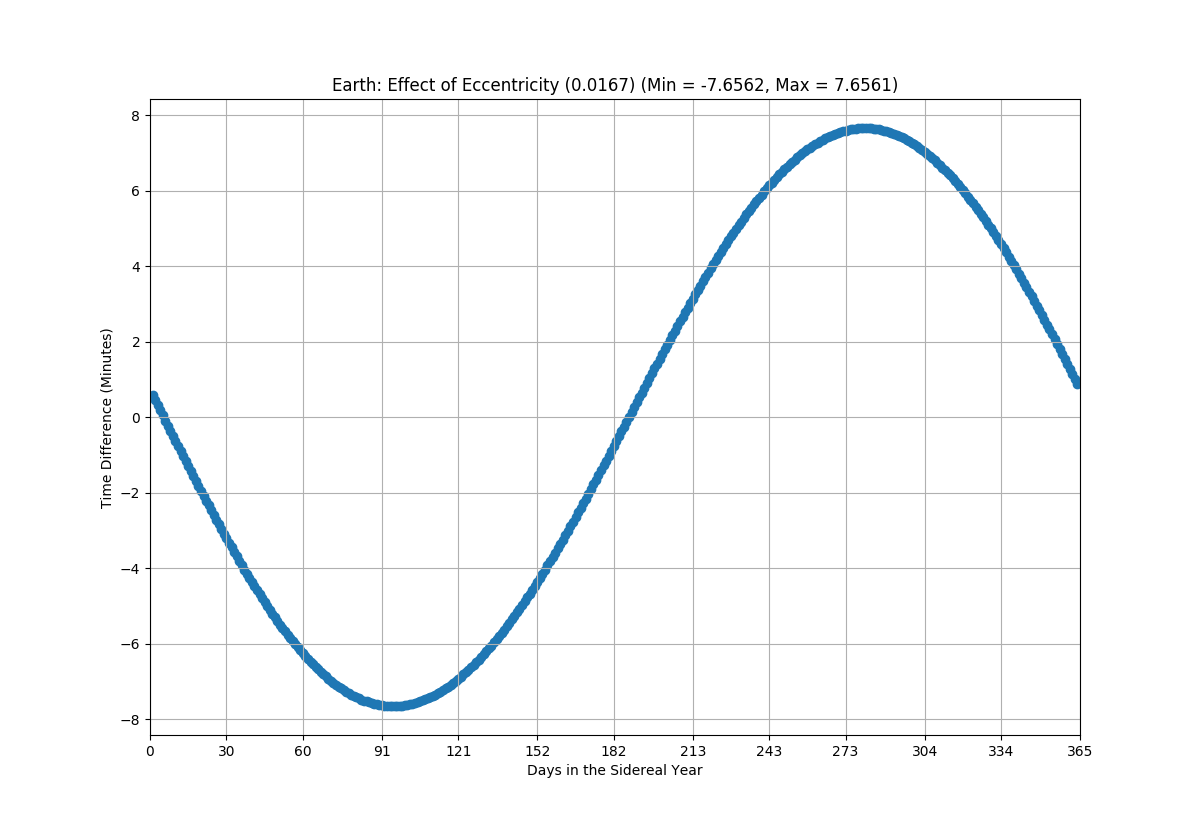 Earth: Effect of Eccentricity (0.0167) (Min = -7.6562, Max = 7.6561)
8
6
4
2
0
−2
−4
−6
−8
Time Difference (Minutes)
0 30 60 91 121 152 182 213 243 273 304 334 365
Days in the Sidereal Year